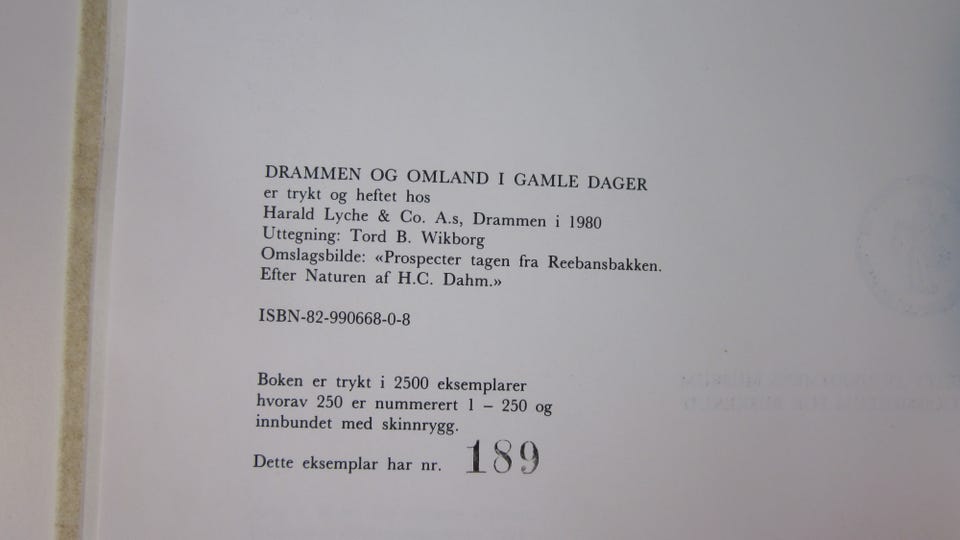 DRAMMEN OG OMLAND I GAMLE DAGER
er trykt og heftet hos
Harald Lyche & Co. A.s, Drammen i 1980
Uttegning: Tord B. Wikborg
Omslagsbilde: «Prospecter tagen fra Reebansbakken.
Efter Naturen af H.C. Dahm.»
ISBN-82-990668-0-8
Boken er trykt i 2500 eksemplarer
hvorav 250 er nummerert 1 – 250 og
innbundet med skinnrygg.
Dette eksemplar har nr. 189